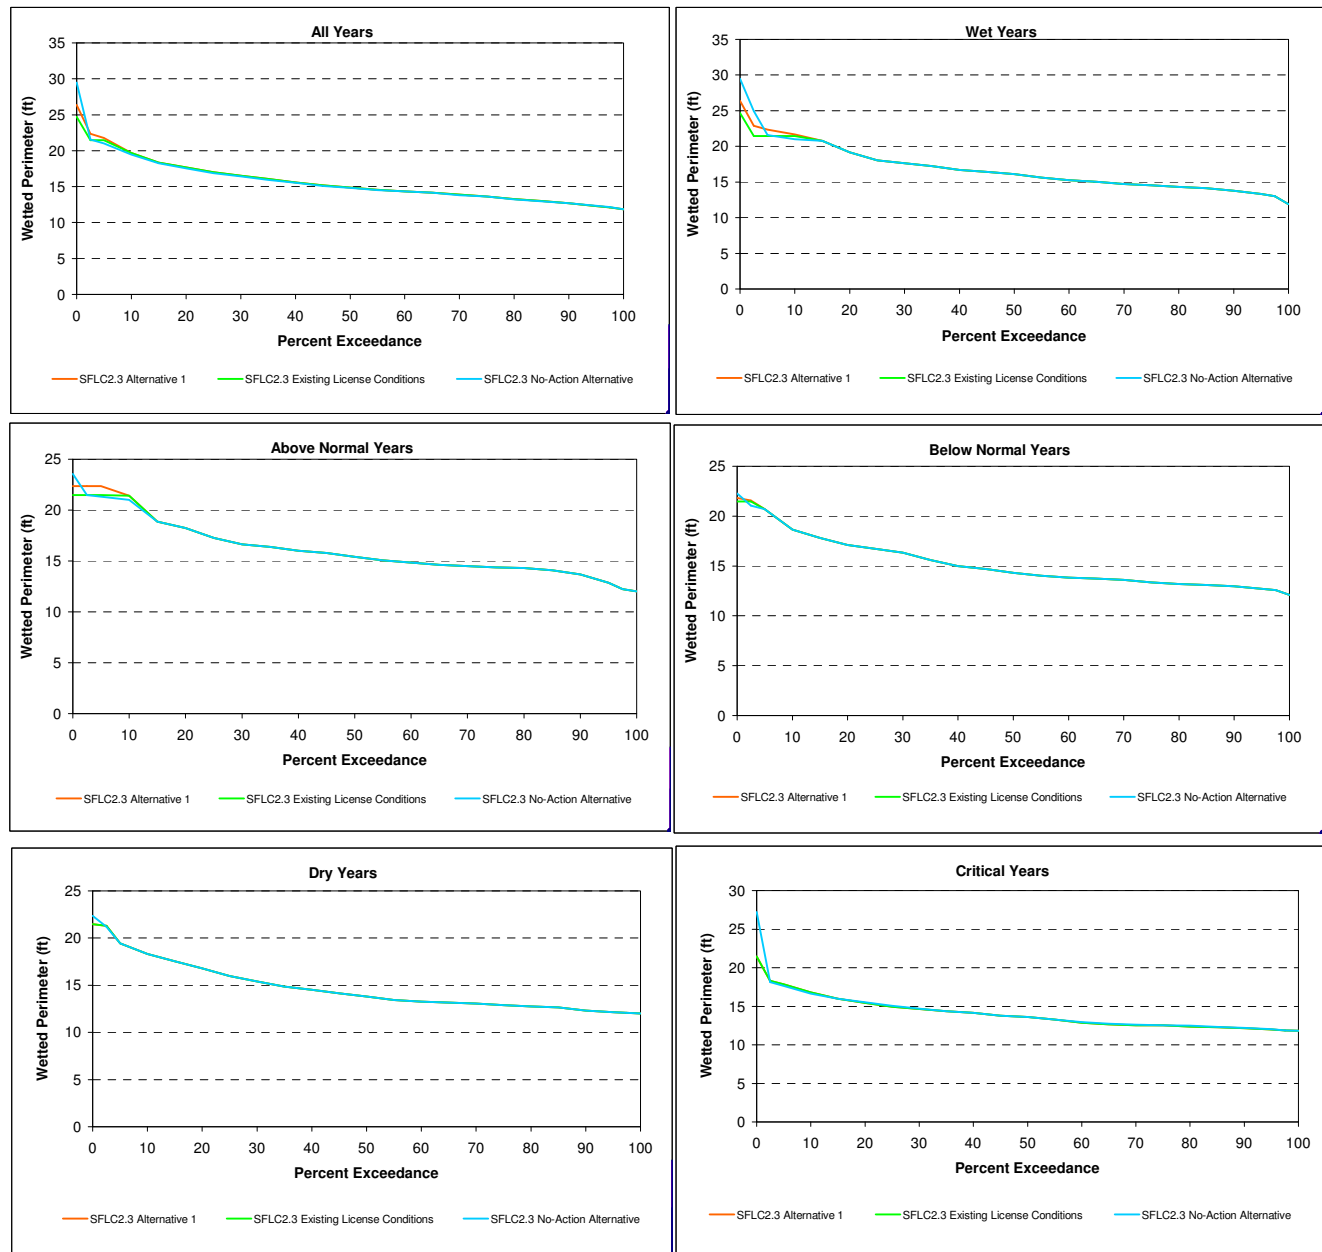 All Years
Wetted Perimeter (ft)
35
30
25
20
15
10
5
0
0 10 20 30 40 50 60 70 80 90 100
Percent Exceedance
SFLC2.3 Alternative 1 SFLC2.3 Existing License Conditions SFLC2.3 No-Action Alternative
Wet Years
Wetted Perimeter (ft)
35
30
25
20
15
10
5
0
0 10 20 30 40 50 60 70 80 90 100
Percent Exceedance
SFLC2.3 Alternative 1 SFLC2.3 Existing License Conditions SFLC2.3 No-Action Alternative
Above Normal Years
Wetted Perimeter (ft)
25
20
15
10
5
0
0 10 20 30 40 50 60 70 80 90 100
Percent Exceedance
SFLC2.3 Alternative 1 SFLC2.3 Existing License Conditions SFLC2.3 No-Action Alternative
Below Normal Years
Wetted Perimeter (ft)
25
20
15
10
5
0
0 10 20 30 40 50 60 70 80 90 100
Percent Exceedance
SFLC2.3 Alternative 1 SFLC2.3 Existing License Conditions SFLC2.3 No-Action Alternative
Dry Years
Wetted Perimeter (ft)
25
20
15
10
5
0
0 10 20 30 40 50 60 70 80 90 100
Percent Exceedance
SFLC2.3 Alternative 1 SFLC2.3 Existing License Conditions SFLC2.3 No-Action Alternative
Critical Years
Wetted Perimeter (ft)
30
25
20
15
10
5
0
0 10 20 30 40 50 60 70 80 90 100
Percent Exceedance
SFLC2.3 Alternative 1 SFLC2.3 Existing License Conditions SFLC2.3 No-Action Alternative